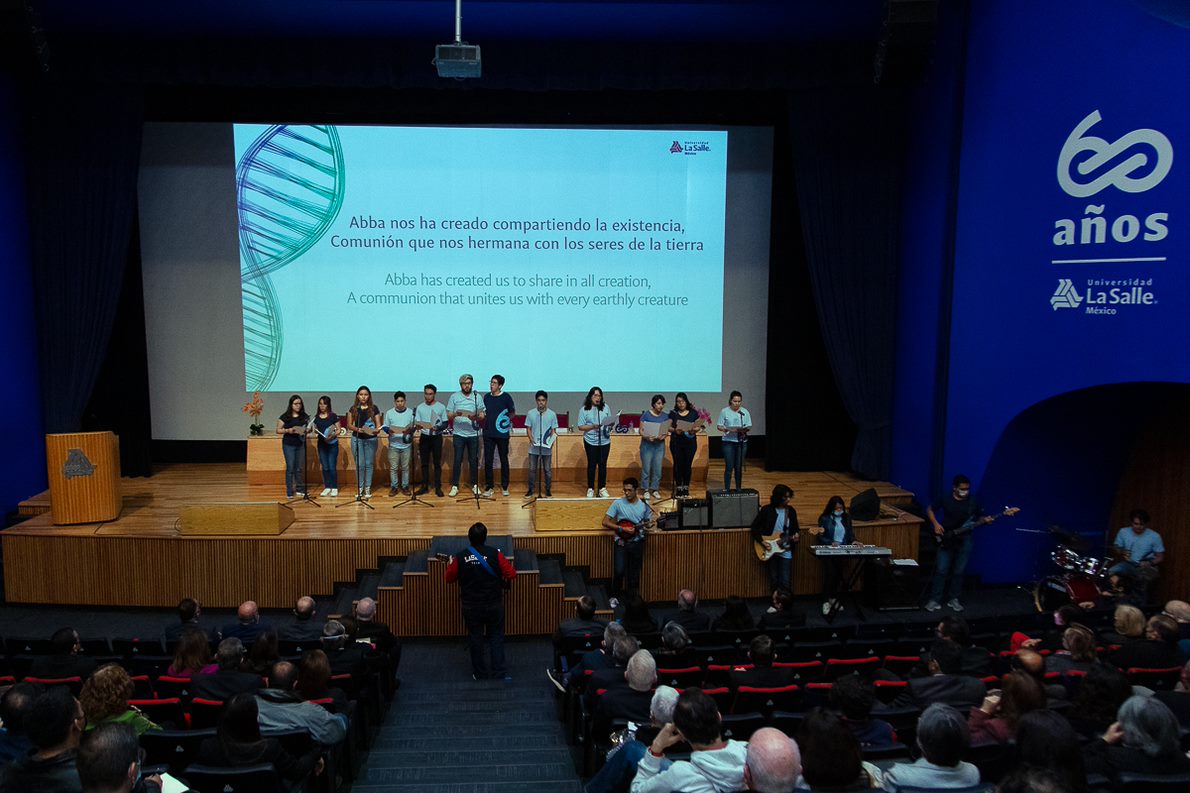 Universidad
La Salle
México
Abba nos ha creado compartiendo la existencia,
Comunión que nos hermana con los seres de la tierra
Abba has created us to share in all creation,
A communion that unites us with every earthly creature
60
años
Universidad
La Salle
México